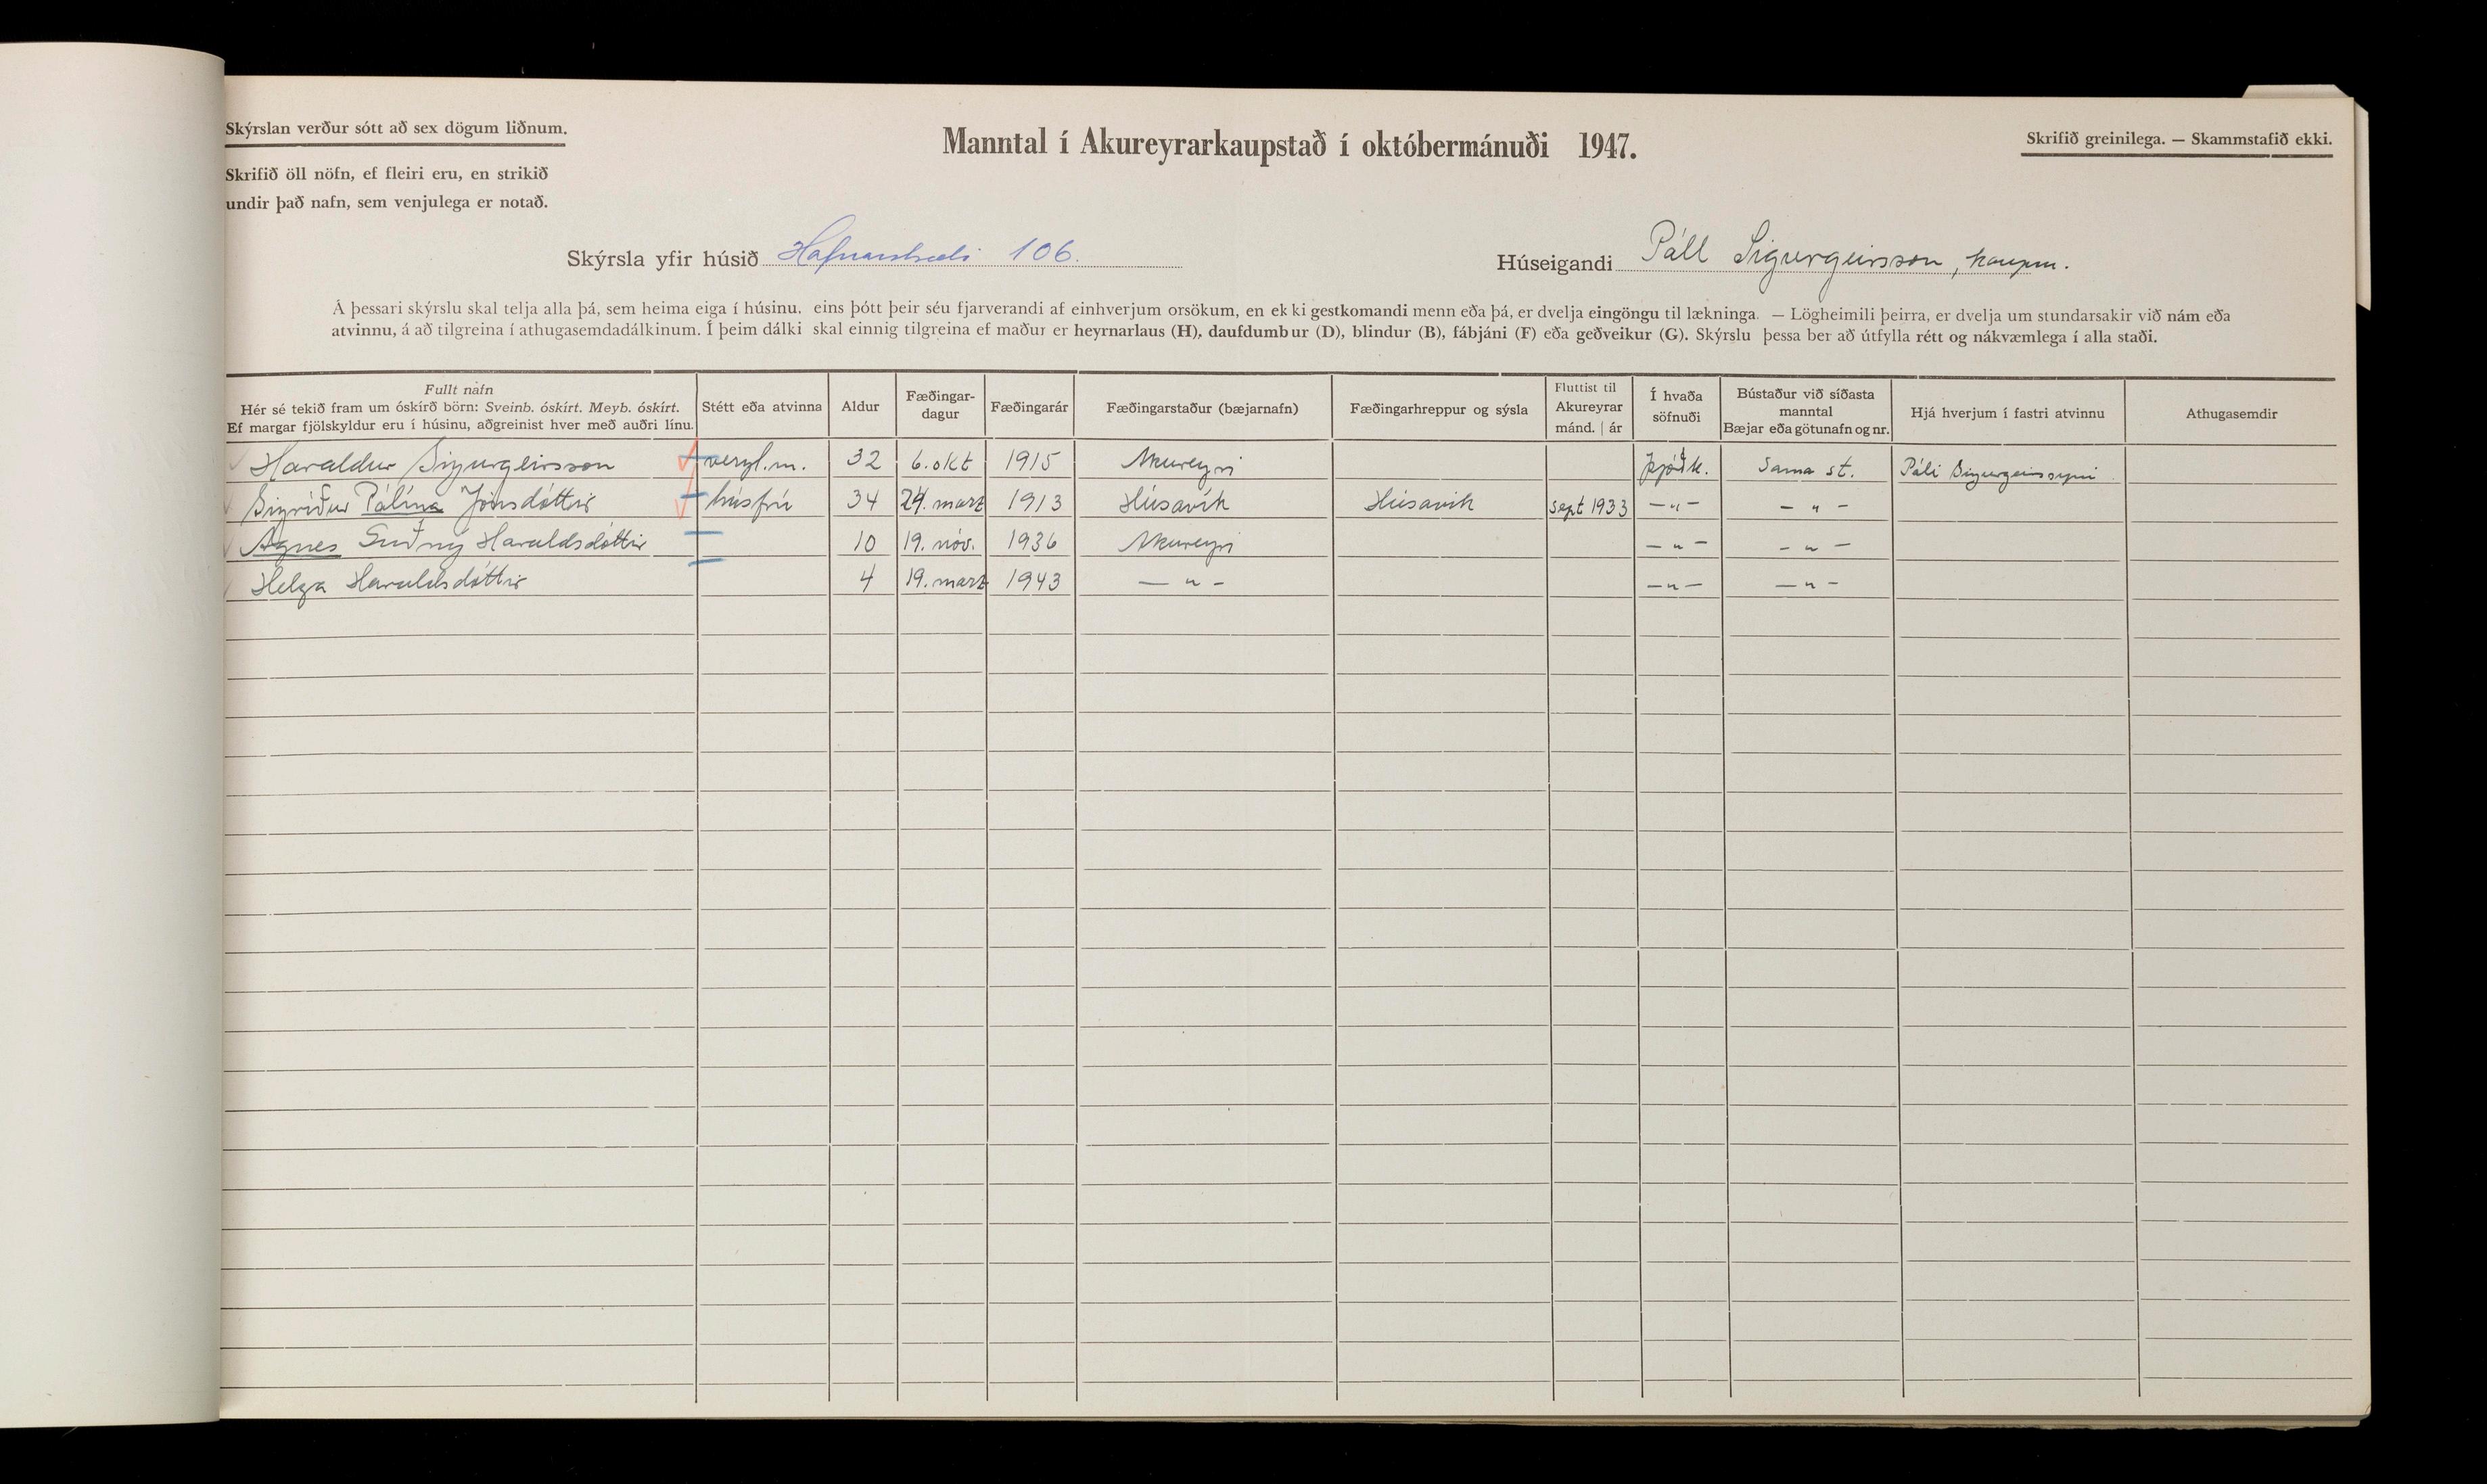 Skýrslan verður sótt að sex dögum liðnum.
Skrifið öll nöfn, ef fleiri eru, en strikið
undir það nafn, sem venjulega er notað.
Manntal í Akureyrarkaupstað í októbermánuði 1947.
Skrifið greinilega. — Skammstafið ekki.
Skýrsla yfir húsið Hafnarstræti 106.
Húseigandi Páll Sigurgeirsson, kaupm.
Á þessari skýrslu skal telja alla þá, sem heima eiga í húsinu, eins þótt þeir séu fjarverandi af einhverjum orsökum, en ekki gestkomandi menn eða þá, er dvelja eingöngu til lækninga. — Lögheimili þeirra, er dvelja um stundarsakir við nám eða
atvinnu, á að tilgreina í athugasemdadálkinum. Í þeim dálki skal einnig tilgreina ef maður er heyrnarlaus (H), daufdumbur (D), blindur (B), fábjáni (F) eða geðveikur (G). Skýrslu þessa ber að útfylla rétt og nákvæmlega í alla staði.
Fullt nafn
Hér sé tekið fram um óskírð börn: Sveinb. óskírt. Meyb. óskírt.
Ef margar fjölskyldur eru í húsinu, aðgreinist hver með auðri línu.
Stétt eða atvinna
Aldur
Fæðingar-
dagur
Fæðingarár
Fæðingarstaður (bæjarnafn)
Fæðingarhreppur og sýsla
Fluttist til
Akureyrar
mánd. | ár
Í hvaða
söfnuði
Bústaður við síðasta
manntal
Bæjar eða götunafn og nr.
Hjá hverjum í fastri atvinnu
Athugasemdir
Haraldur Sigurgeirsson verzl.m. 32 6. okt 1915 Akureyri þjóðk. Sama st. Páli Sigurgeirssyni
Sigríður Pálína Jónsdóttir húsfrú 34 24. marz 1913 Húsavík Húsavík sept 1933 — " — — " —
Agnes Guðný Haraldsdóttir 10 19. nóv. 1936 Akureyri — " — — " —
Helga Haraldsdóttir 4 19. marz 1943 — " — — " — — " —